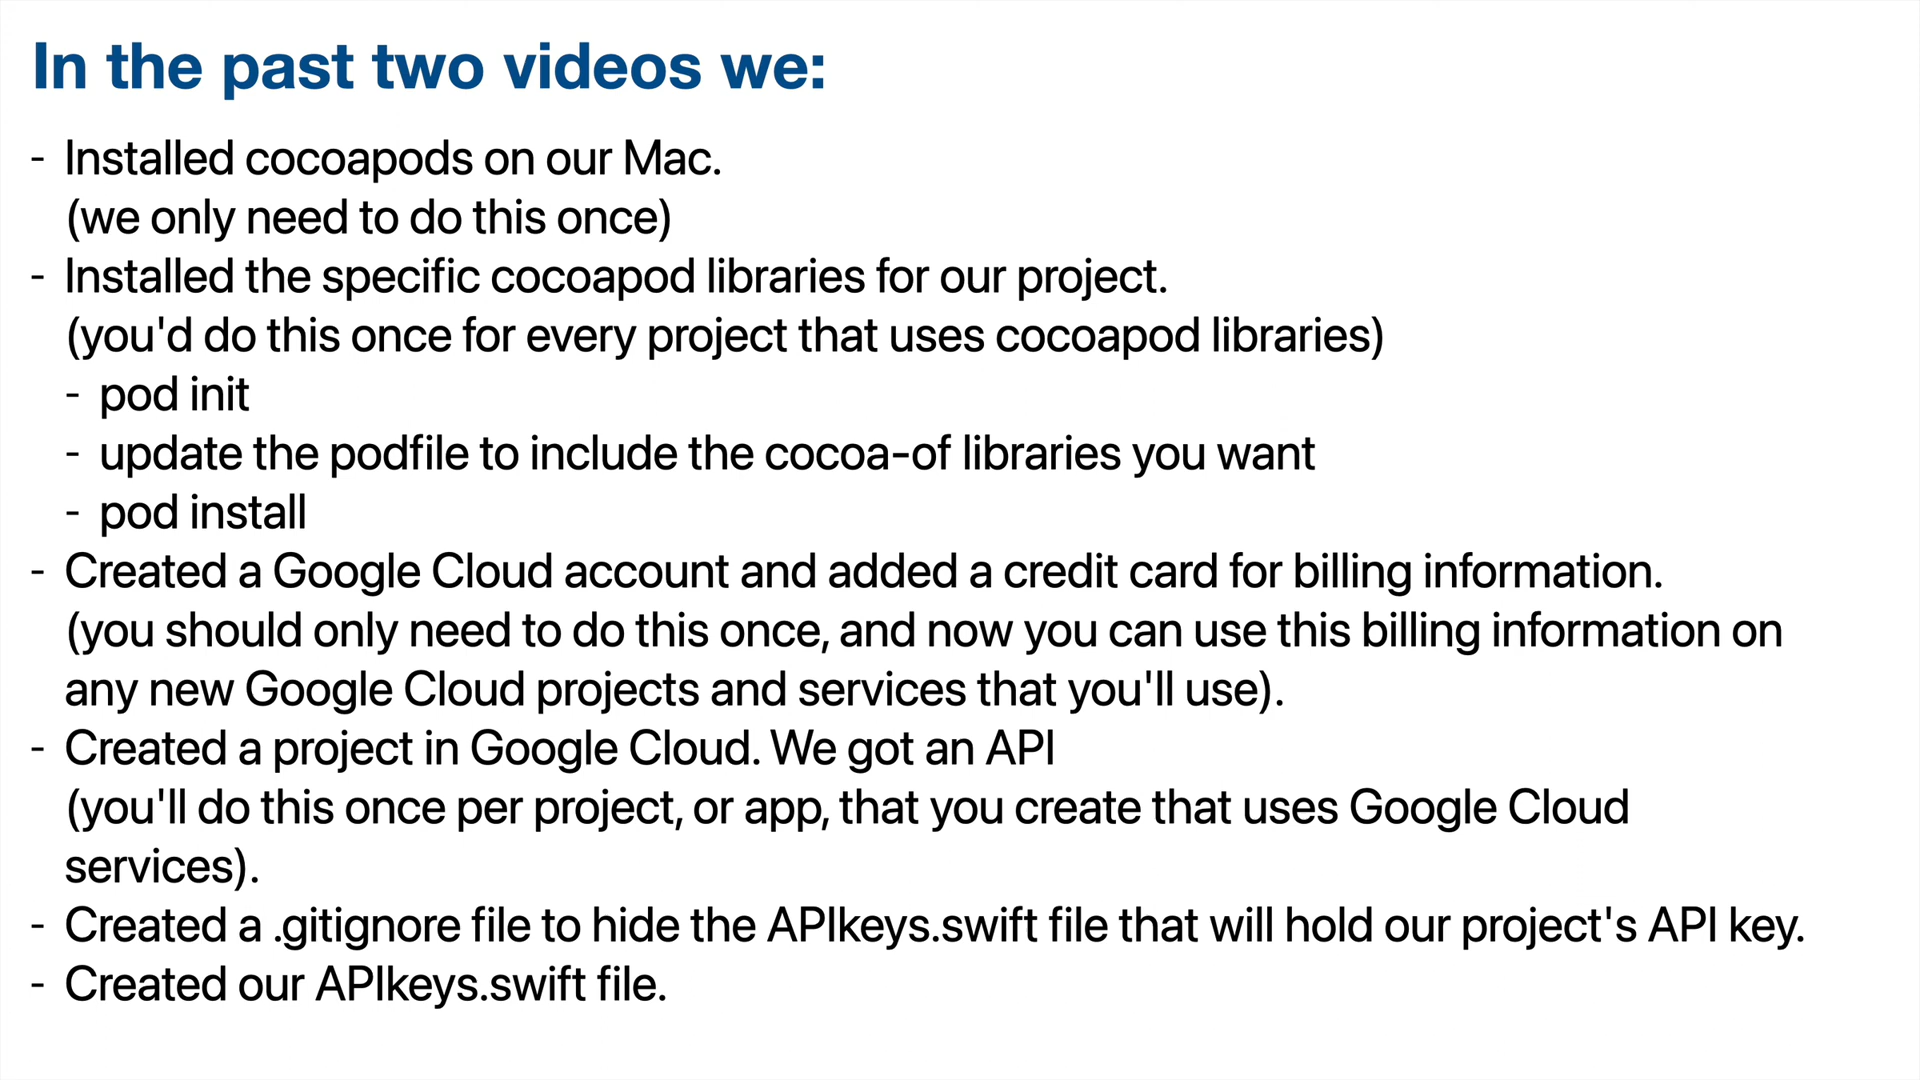 In the past two videos we:
- Installed cocoapods on our Mac.
(we only need to do this once)
- Installed the specific cocoapod libraries for our project.
(you'd do this once for every project that uses cocoapod libraries)
- pod init
- update the podfile to include the cocoa-of libraries you want
- pod install
- Created a Google Cloud account and added a credit card for billing information.
(you should only need to do this once, and now you can use this billing information on
any new Google Cloud projects and services that you'll use).
- Created a project in Google Cloud. We got an API
(you'll do this once per project, or app, that you create that uses Google Cloud
services).
- Created a .gitignore file to hide the APIkeys.swift file that will hold our project's API key.
- Created our APIkeys.swift file.